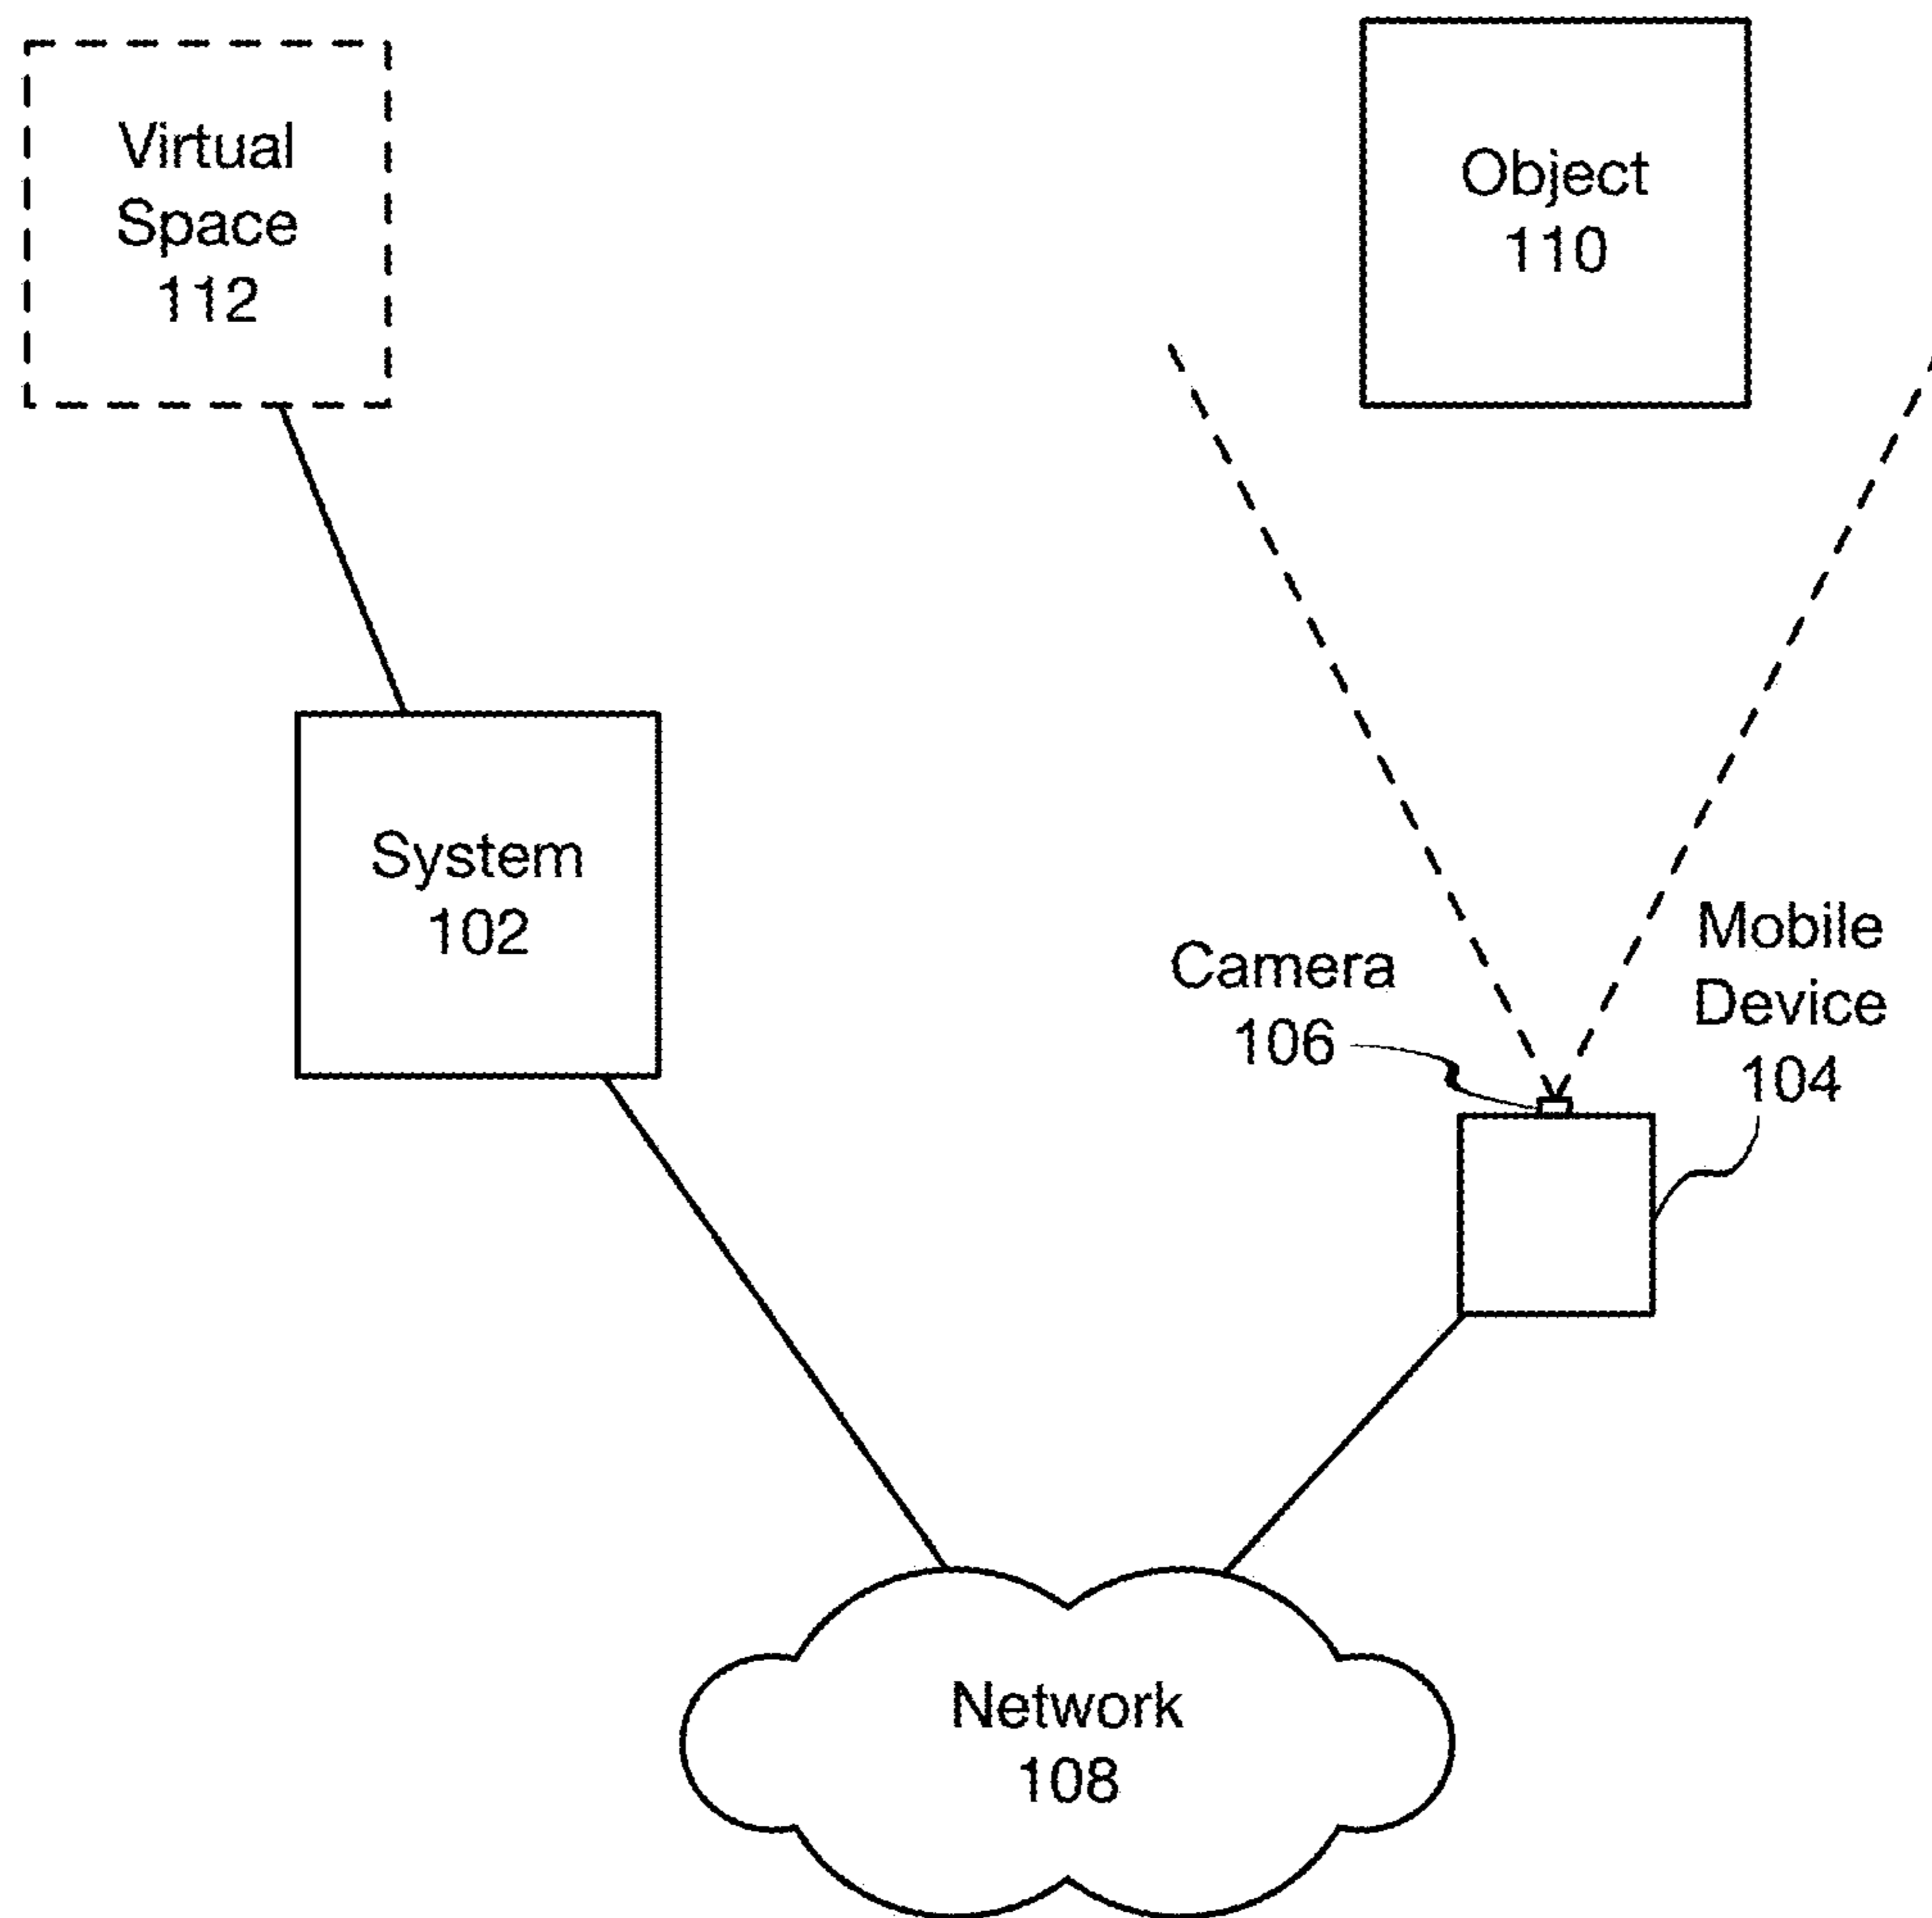 Virtual
Space
112
Object
110
System
102
Camera
106
Mobile
Device
104
Network
108